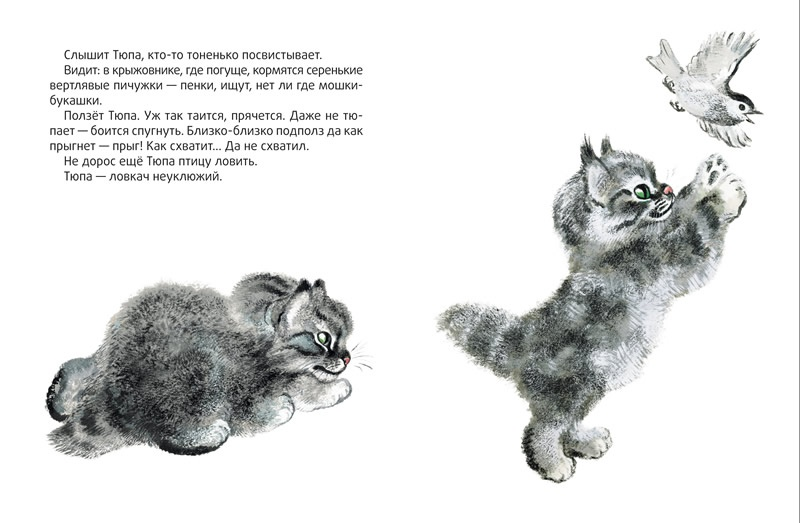 Слышит Тюпа, кто-то тоненько посвистывает.
Видит: в крыжовнике, где погуще, кормятся серенькие
вертлявые пичужки — пенки, ищут, нет ли где мошки-
букашки.
Ползёт Тюпа. Уж так таится, прячется. Даже не тю-
пает — боится спугнуть. Близко-близко подполз да как
прыгнет — прыг! Как схватит... Да не схватил.
Не дорос ещё Тюпа птицу ловить.
Тюпа — ловкач неуклюжий.